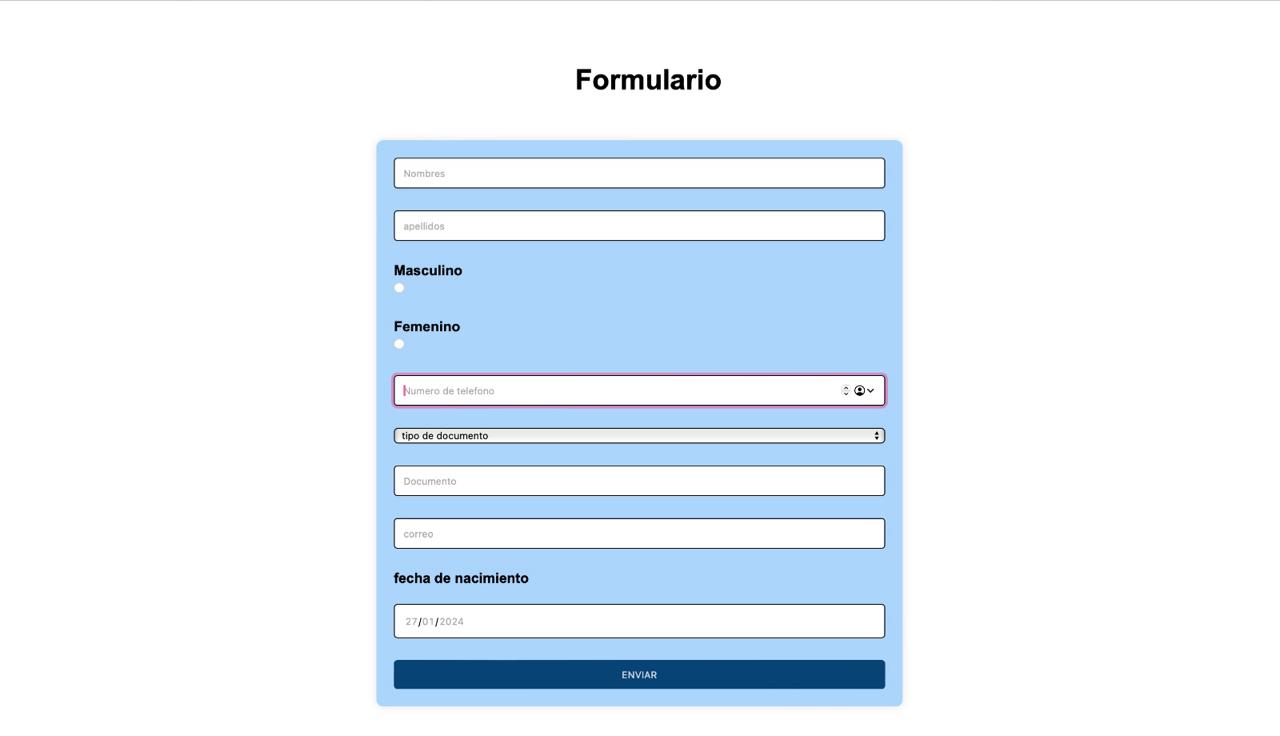 Formulario
Nombres
apellidos
Masculino
Femenino
Numero de telefono
tipo de documento
Documento
correo
fecha de nacimiento
27/01/2024
ENVIAR